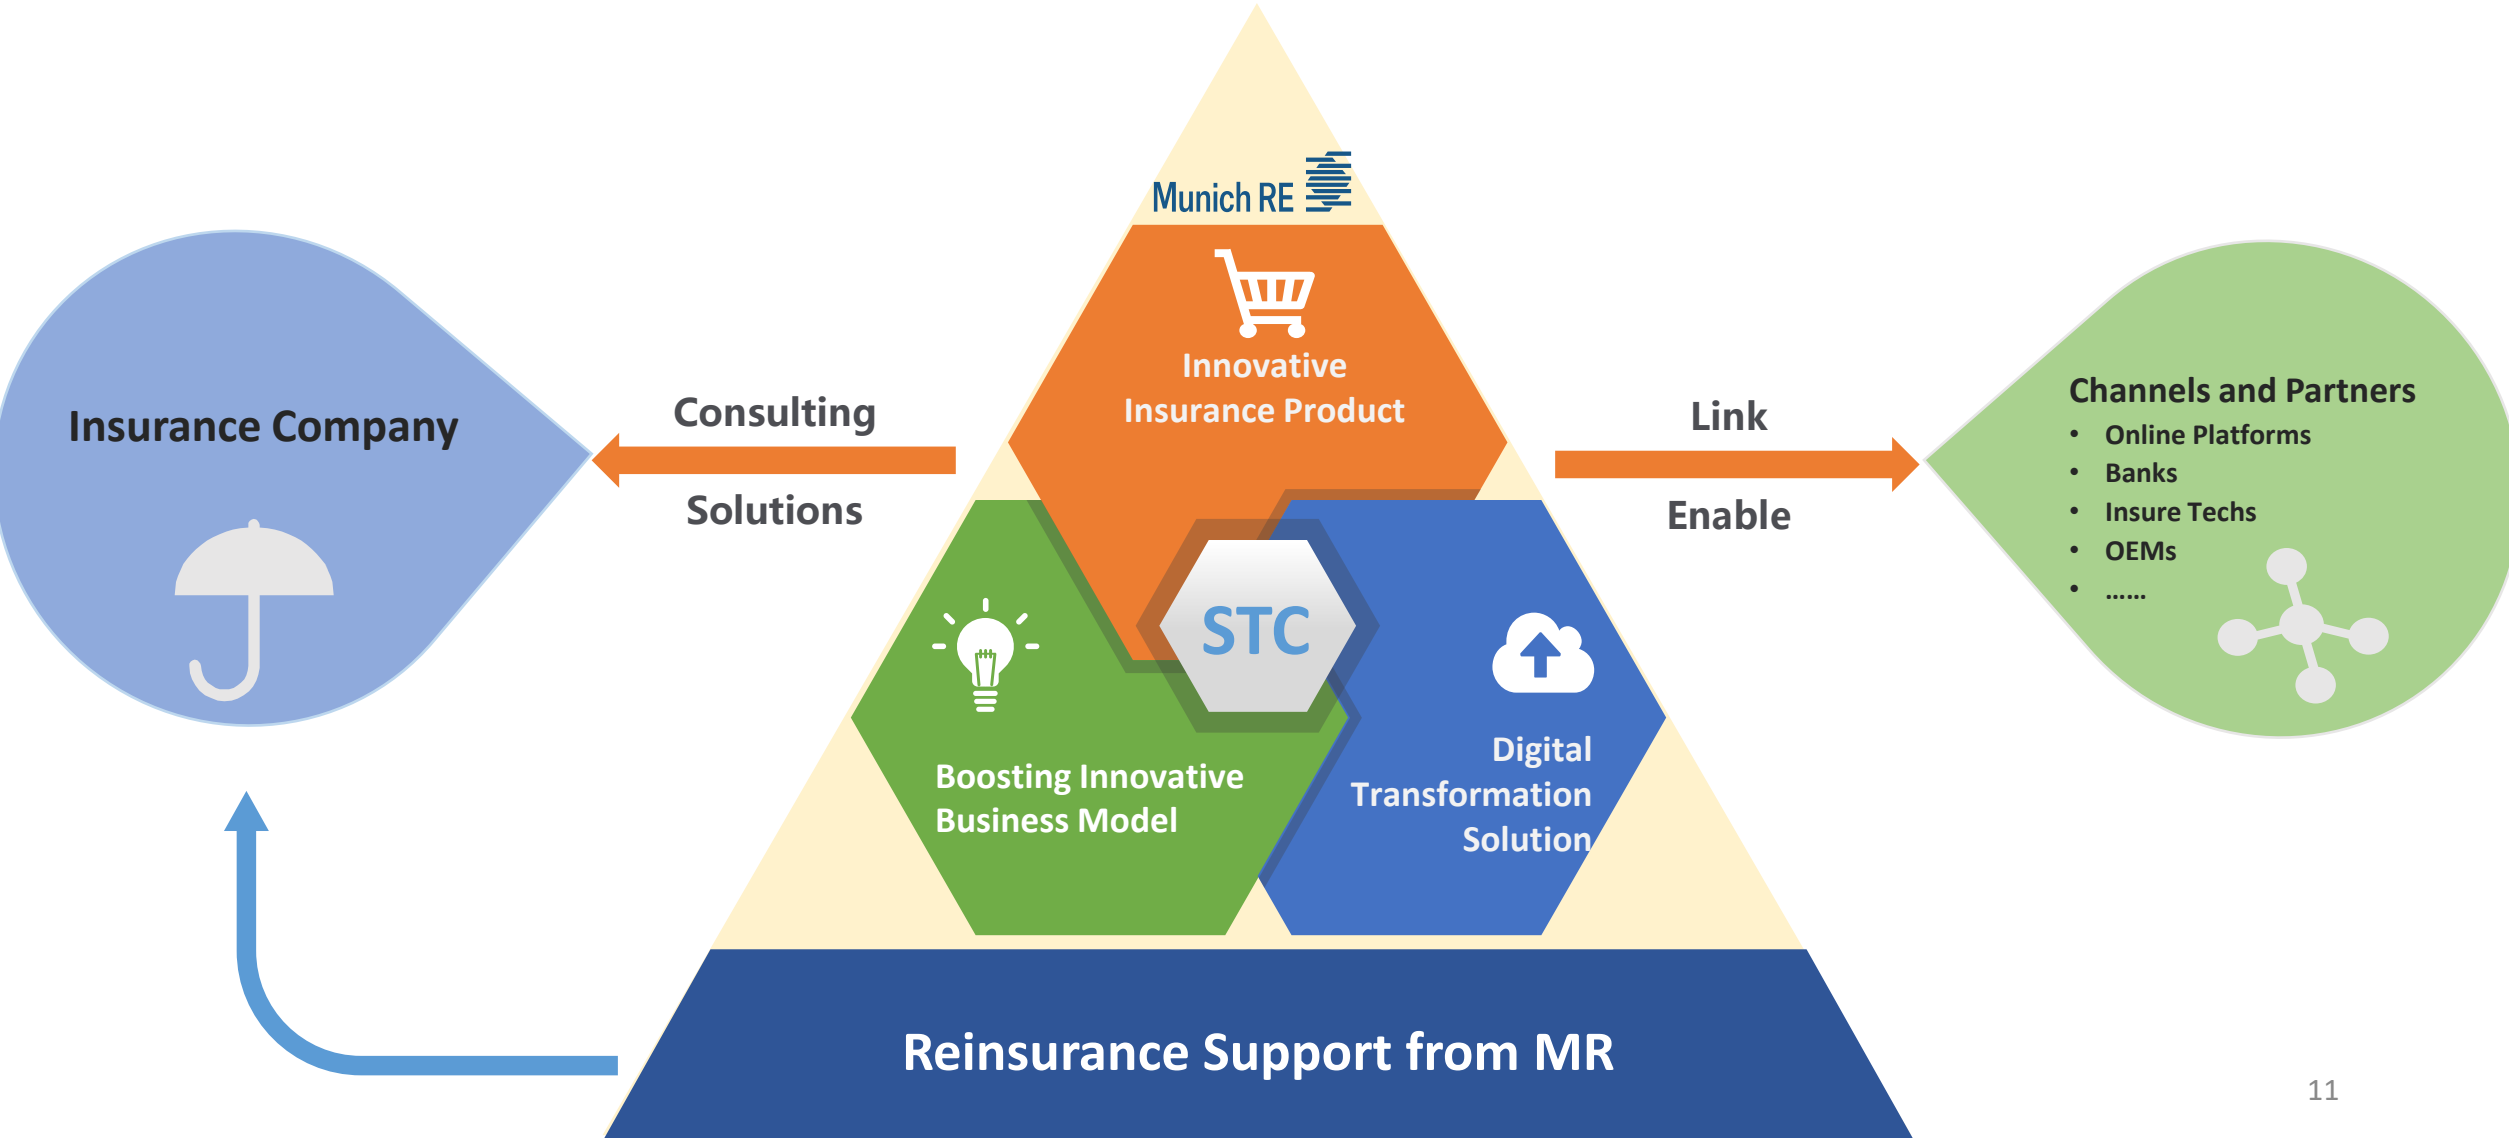 Munich RE
Innovative
Insurance Product
Insurance Company
Consulting
Solutions
Link
Enable
Channels and Partners
• Online Platforms
• Banks
• Insure Techs
• OEMs
• ......
STC
Boosting Innovative
Business Model
Digital
Transformation
Solution
Reinsurance Support from MR
11